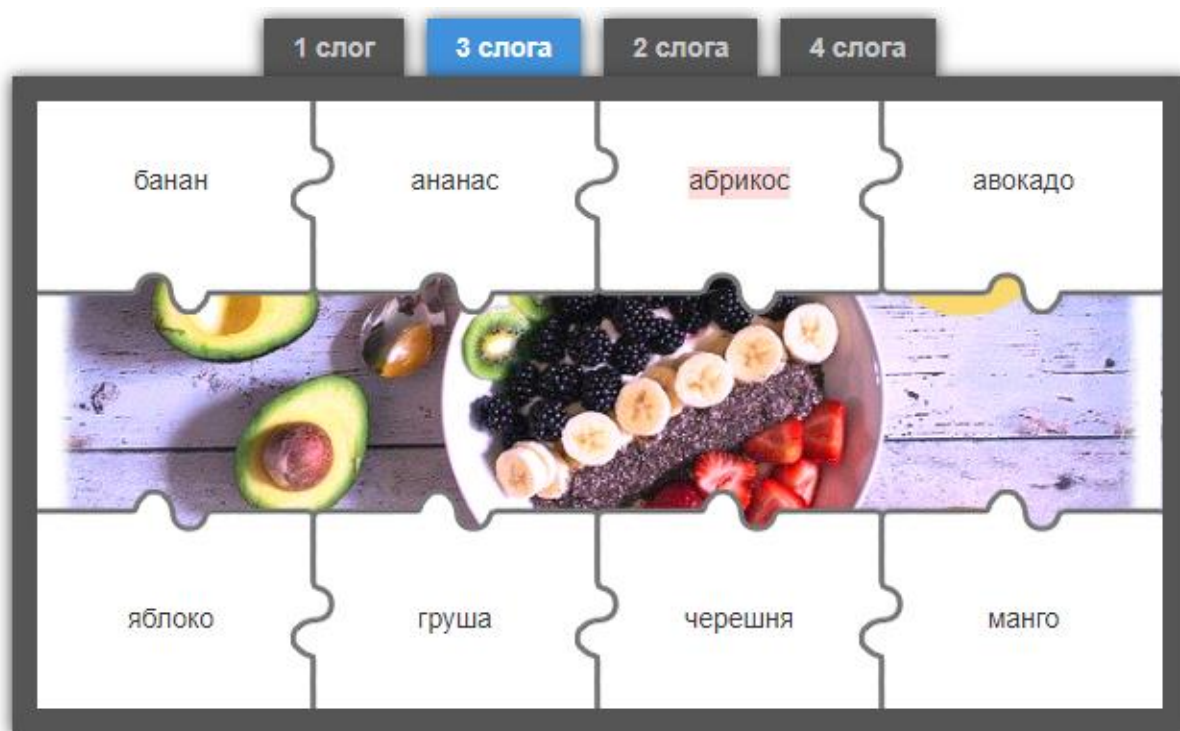 1 слог 3 слога 2 слога 4 слога
банан ананас абрикос авокадо
яблоко груша черешня манго